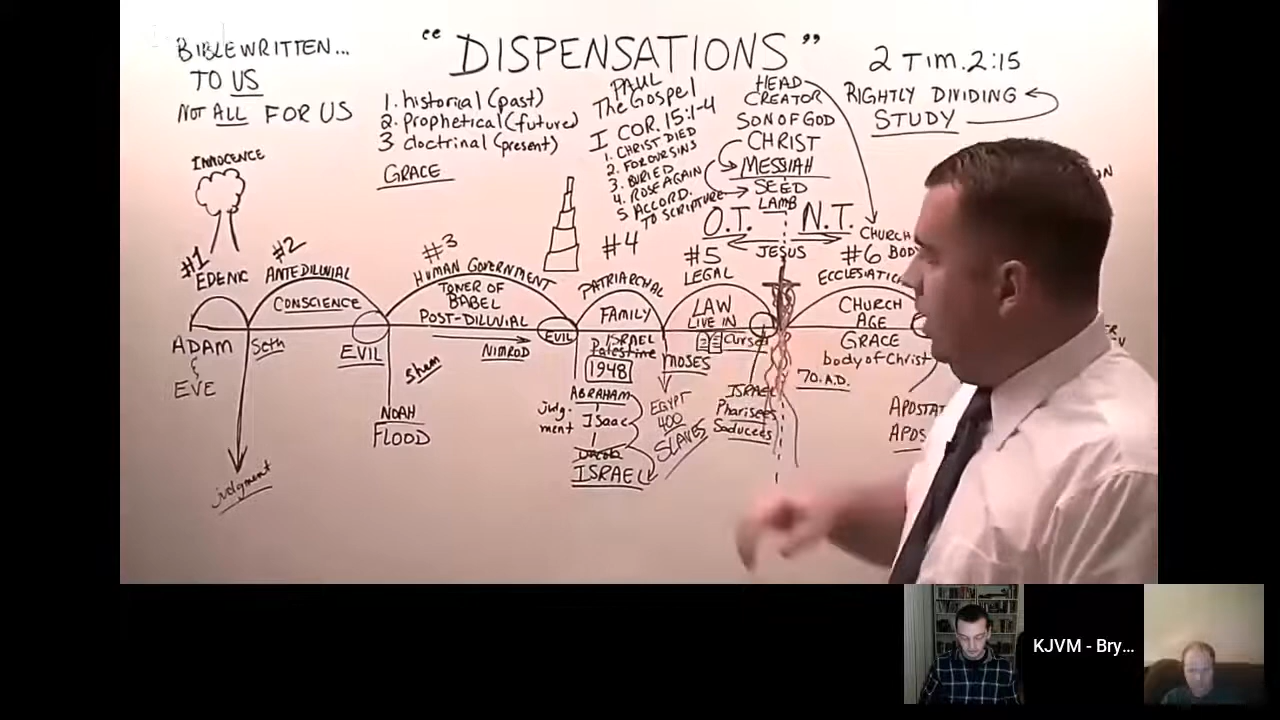 BIBLE WRITTEN...
TO US
NOT ALL FOR US
"DISPENSATIONS"
2 TIM. 2:15
RIGHTLY DIVIDING
STUDY
1. historial (past)
2. prophetical (future)
3 doctrinal (present)
GRACE
PAUL
The GOSPEL
I COR. 15:1-4
1. CHRIST DIED
2. FOR OUR SINS
3. BURIED
4. ROSE AGAIN
5 ACCORD.
TO SCRIPTURE
HEAD
CREATOR
SON OF GOD
CHRIST
MESSIAH
SEED
LAMB
O.T. N.T.
JESUS
CHURCH
BODY
INNOCENCE
#1
EDENIC
ADAM
EVE
#2
ANTEDILUVIAL
CONSCIENCE
Seth
judgment
EVIL
#3
HUMAN GOVERNMENT
TOWER OF
BABEL
POST-DILUVIAL
NIMROD
Shem
NOAH
FLOOD
EVIL
#4
PATRIARCHAL
FAMILY
ISRAEL
Palestine
1948
ABRAHAM
judg-
ment
Isaac
Jacob
ISRAEL
#5
LEGAL
LAW
LIVE IN
Curse
MOSES
EGYPT
400
SLAVES
ISRAEL
Pharisees
Saducees
#6
CHURCH
AGE
GRACE
body of Christ
70. A.D.
KJVM - Bry...